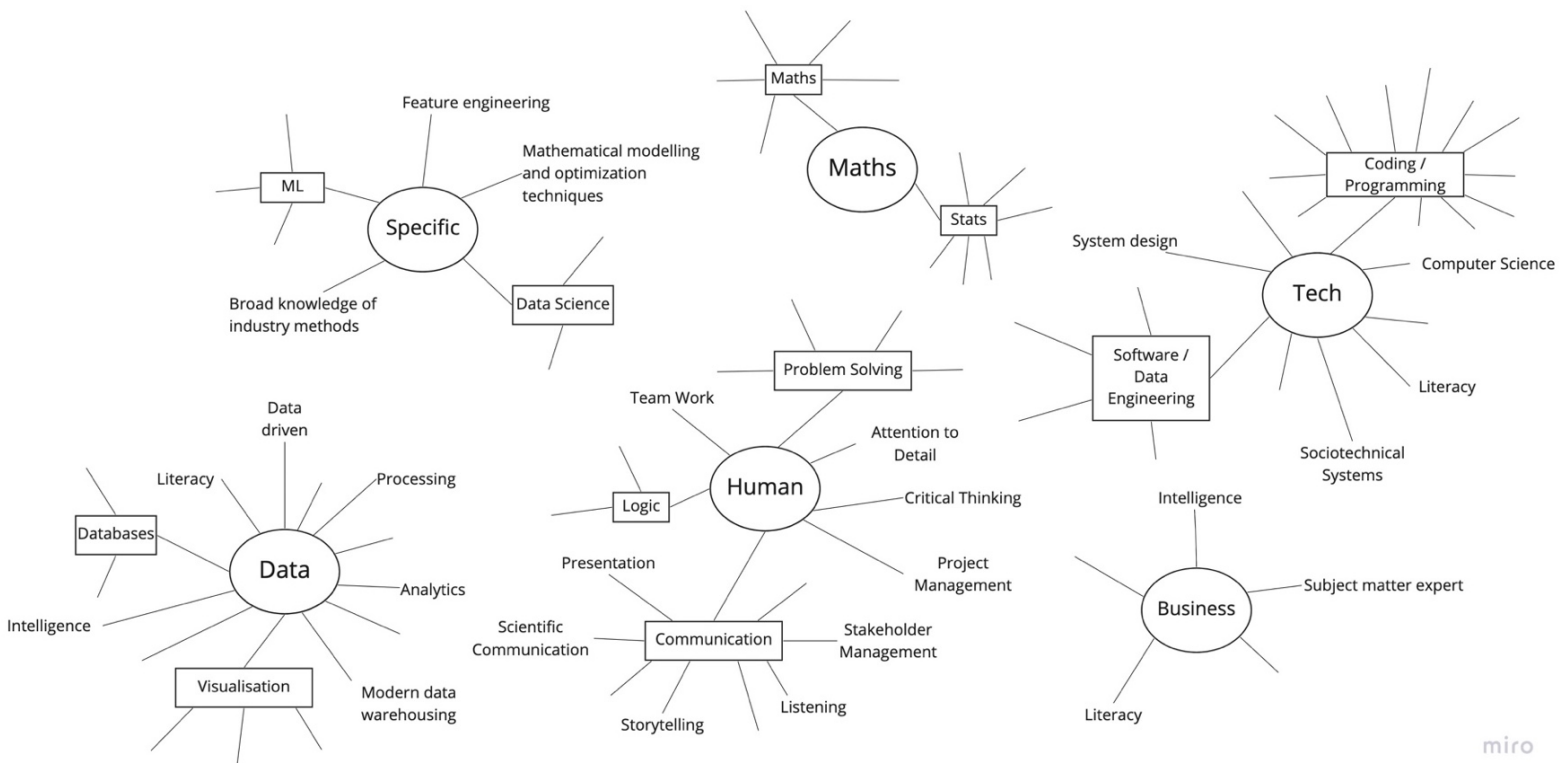 Maths
Feature engineering
Mathematical modelling
and optimization
techniques
ML
Specific
Broad knowledge of
industry methods
Data Science
Maths
Stats
Coding /
Programming
System design
Computer Science
Tech
Software /
Data
Engineering
Literacy
Sociotechnical
Systems
Problem Solving
Team Work
Attention to
Detail
Human
Logic
Critical Thinking
Project
Management
Presentation
Scientific
Communication
Communication
Stakeholder
Management
Storytelling
Listening
Data
driven
Literacy
Processing
Databases
Data
Analytics
Intelligence
Visualisation
Modern data
warehousing
Intelligence
Subject matter expert
Business
Literacy
miro